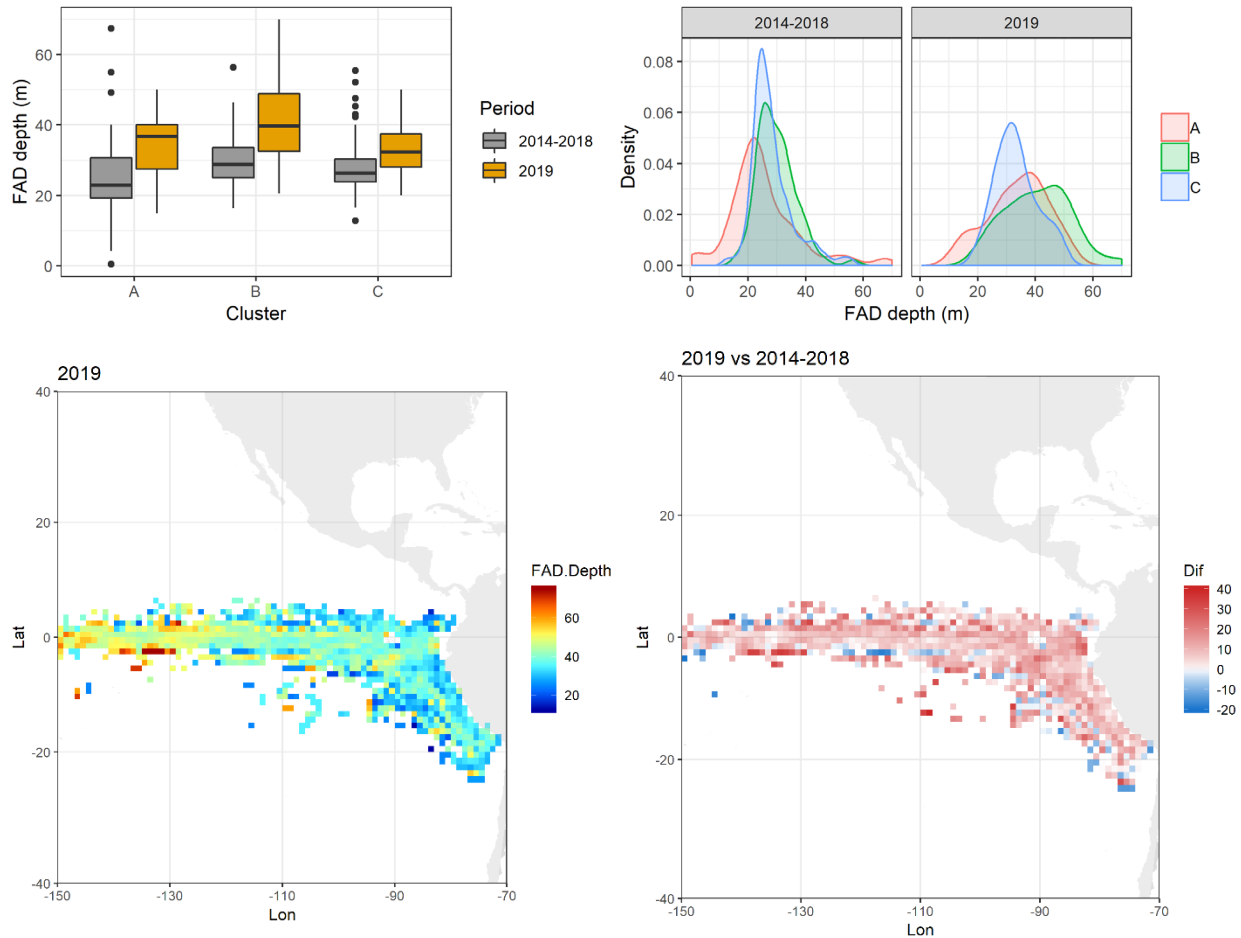 FAD depth (m)
60
40
20
0
A
B
C
Cluster
Period
2014-2018
2019
2014-2018
2019
Density
0.08
0.06
0.04
0.02
0.00
0
20
40
60
0
20
40
60
FAD depth (m)
A
B
C
2019
Lat
40
20
0
-20
-40
-150
-130
-110
-90
-70
Lon
FAD.Depth
60
40
20
2019 vs 2014-2018
Lat
40
20
0
-20
-40
-150
-130
-110
-90
-70
Lon
Dif
40
30
20
10
0
-10
-20